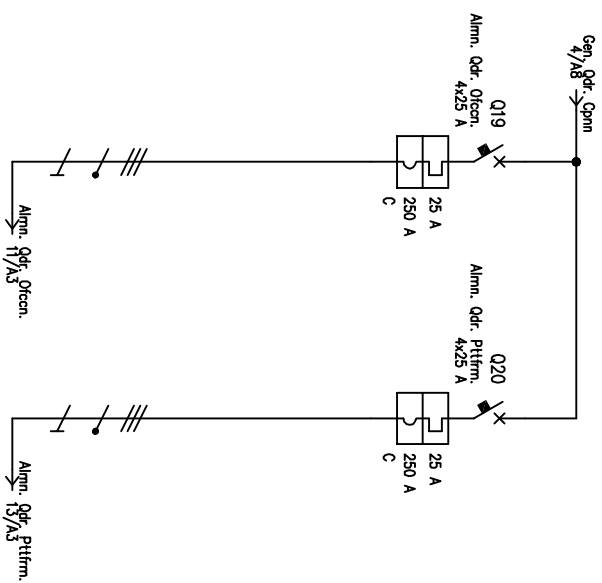 Gen. Qdr. Cpnn
4/A8
Q19
Almn. Qdr. Ofccn.
4x25 A
25 A
250 A
C
Almn. Qdr. Ofccn.
11/A3
Q20
Almn. Qdr. Pttfrm.
4x25 A
25 A
250 A
C
Almn. Qdr. Pttfrm.
13/A3